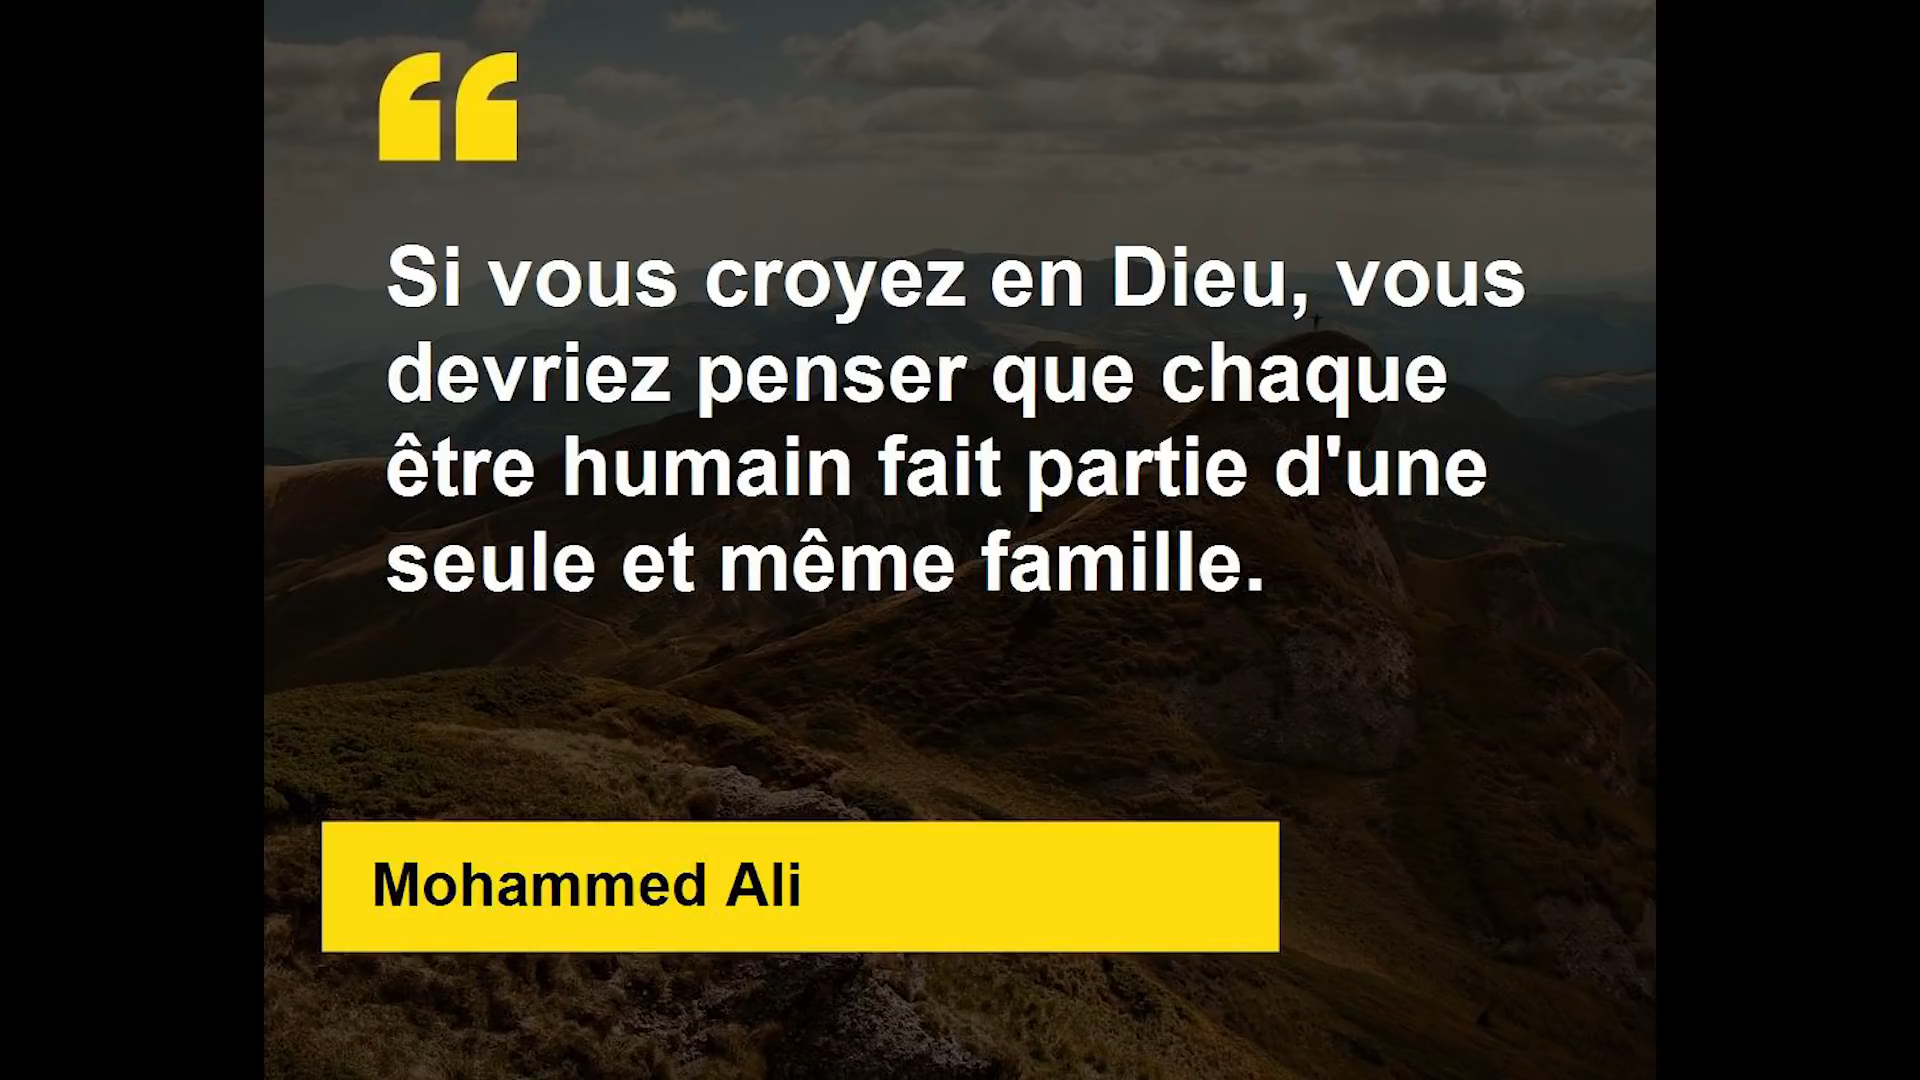 “
Si vous croyez en Dieu, vous
devriez penser que chaque
être humain fait partie d'une
seule et même famille.
Mohammed Ali